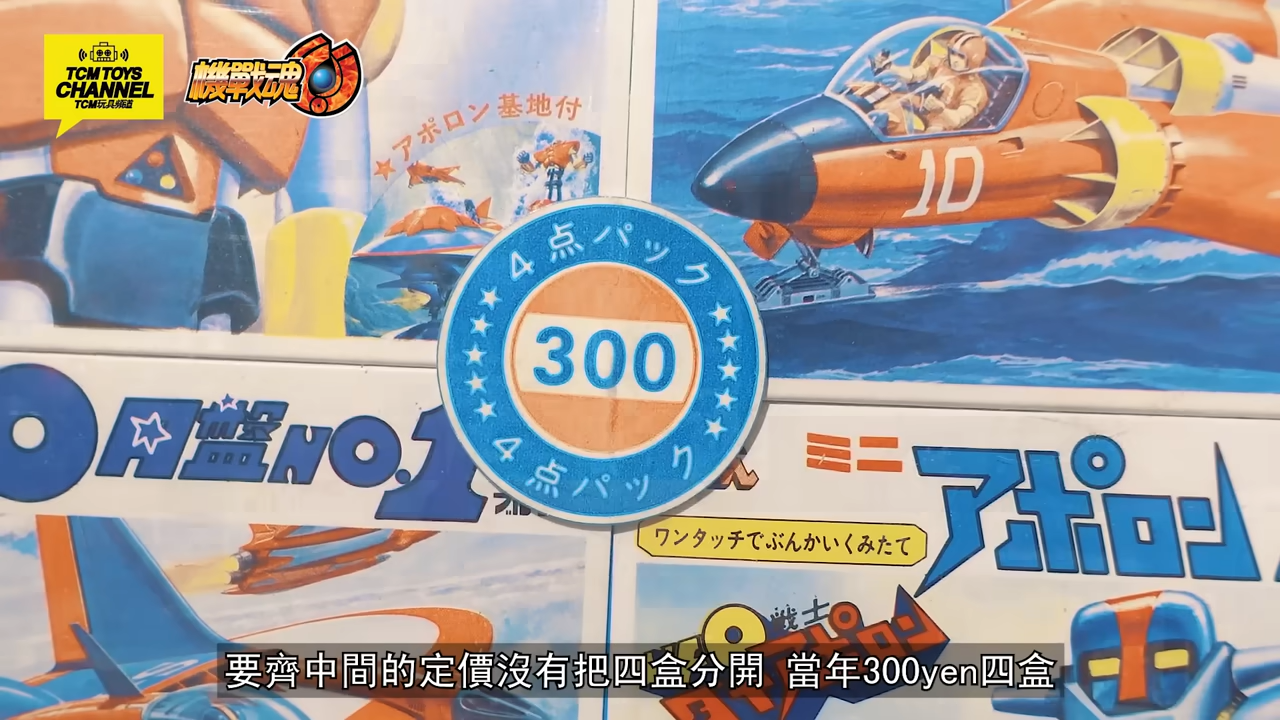 TCM TOYS
CHANNEL
TCM玩具頻道
機戰魂
アポロン基地付
10
4点パック
300
4点パック
円盤NO.1
ミニ
アポロン
ワンタッチでぶんかいくみたて
戦士
アポロン
要齊中間的定價沒有把四盒分開 當年300yen四盒